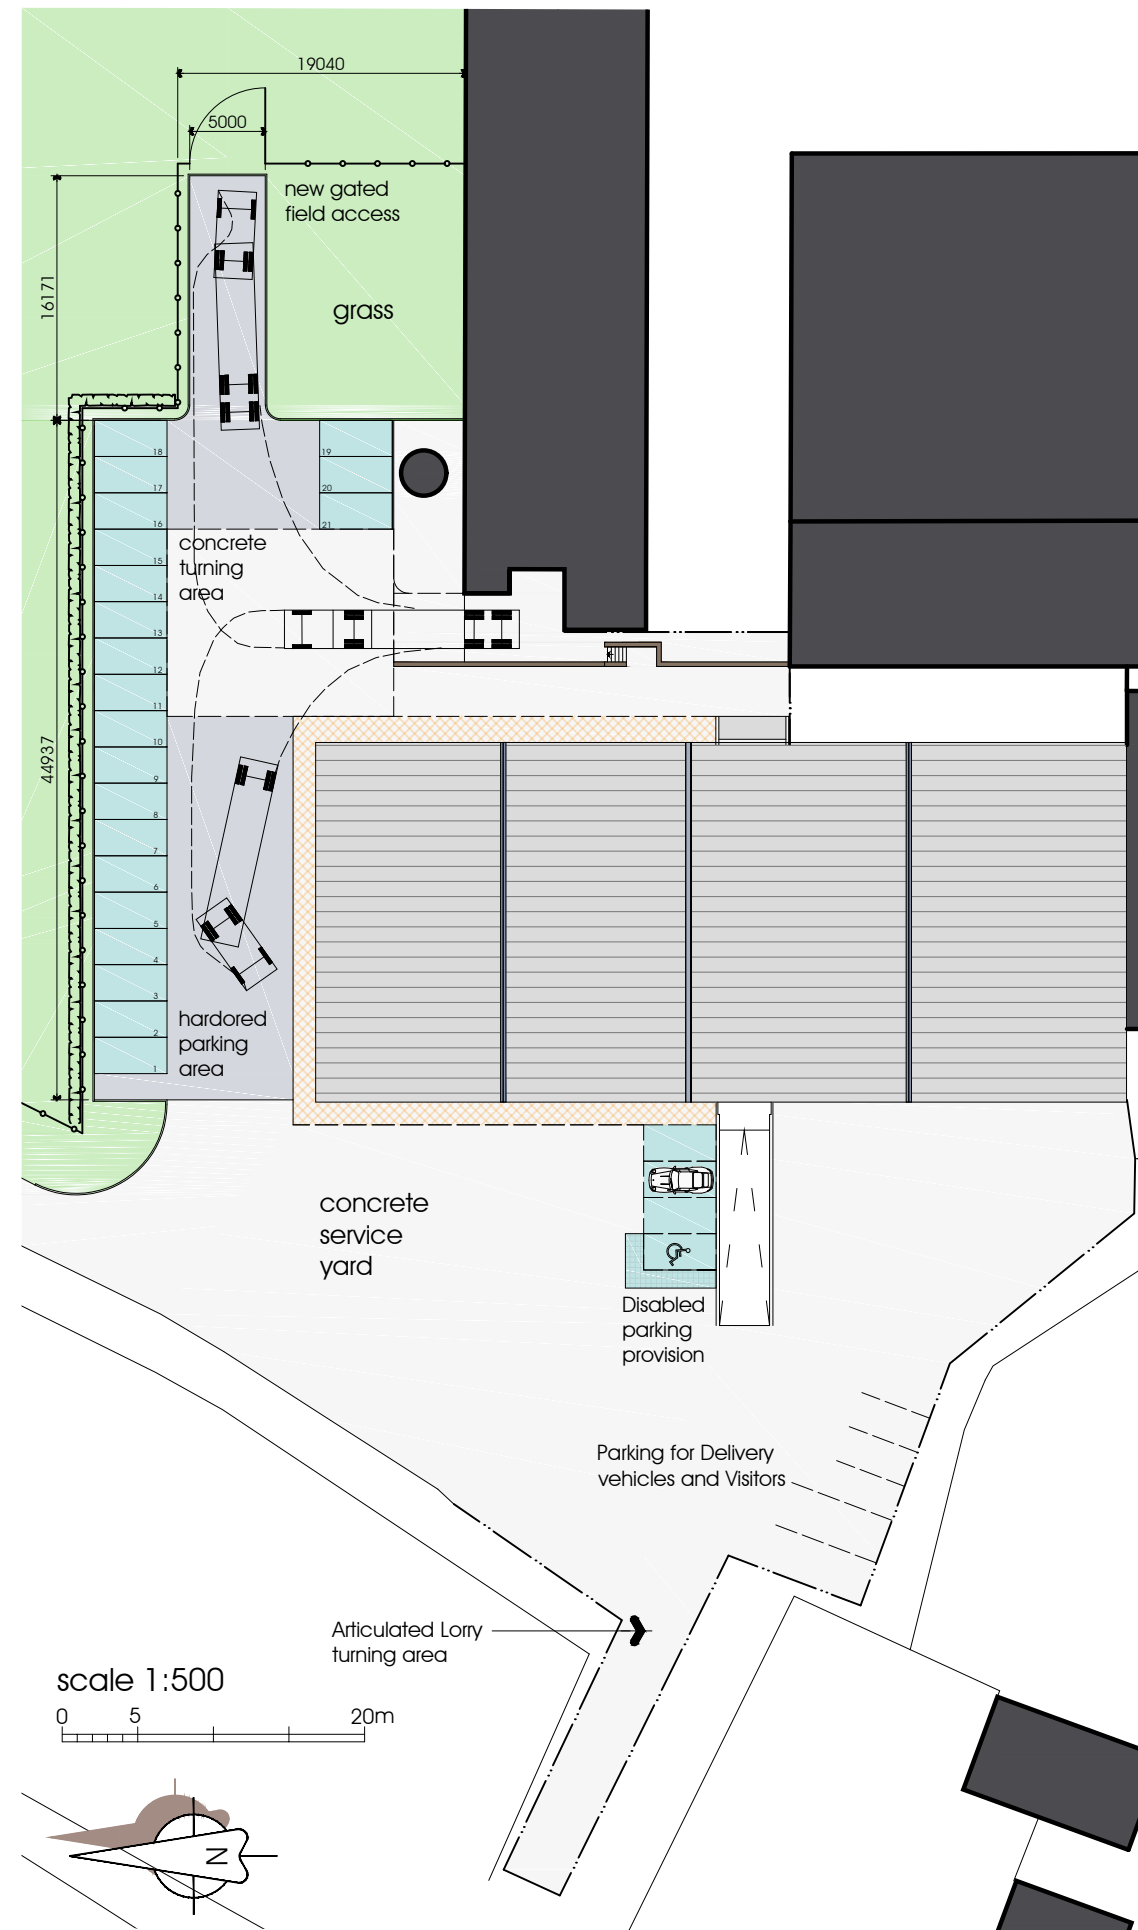 19040
5000
new gated
field access
16171
grass
18
19
17
20
16
21
concrete
turning
area
15
14
13
12
11
10
44937
9
8
7
6
5
4
3
hardored
parking
area
2
1
concrete
service
yard
Disabled
parking
provision
Parking for Delivery
vehicles and Visitors
Articulated Lorry
turning area
scale 1:500
0 5 20m
N